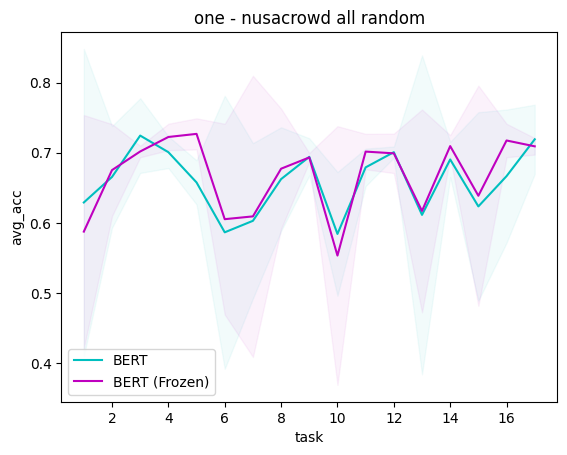 one - nusacrowd all random
avg_acc
0.8
0.7
0.6
0.5
0.4
BERT
BERT (Frozen)
2 4 6 8 10 12 14 16
task